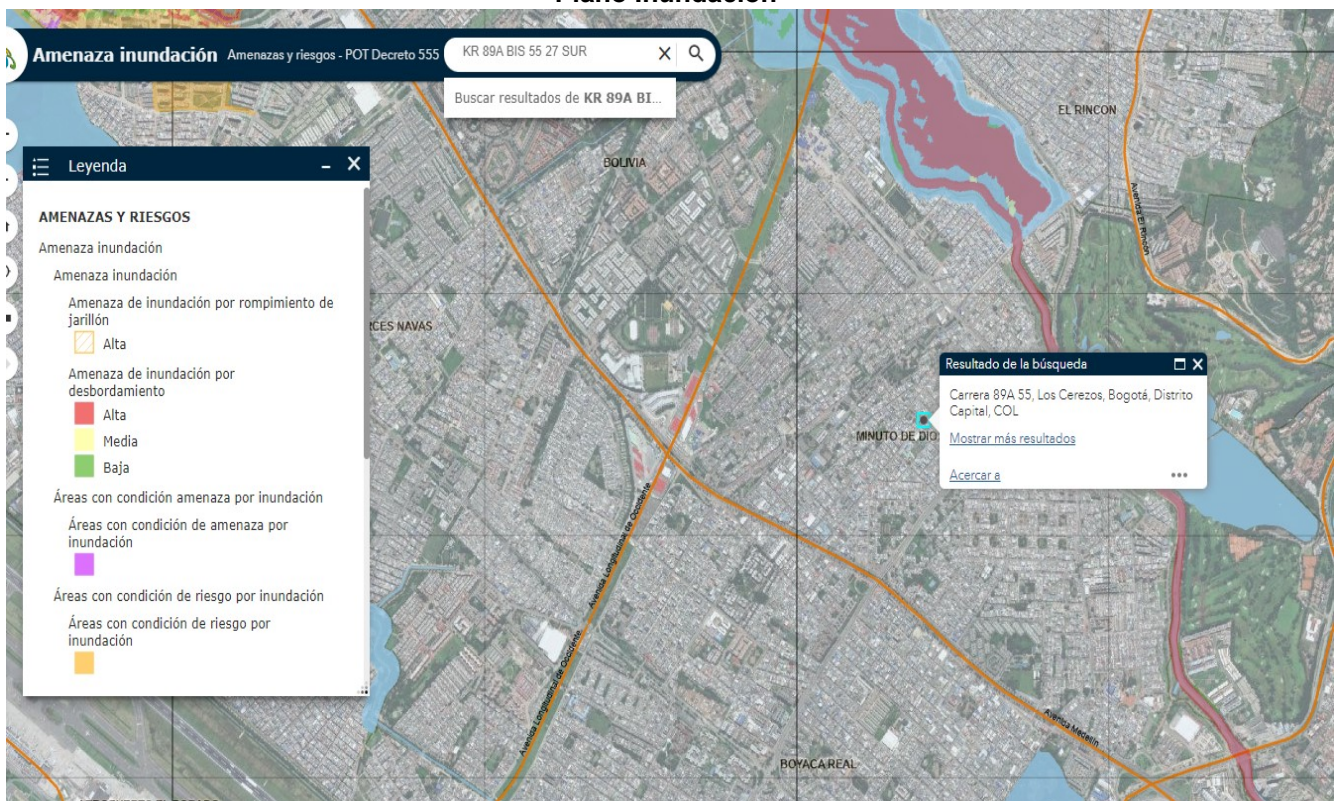 Amenaza inundación Amenazas y riesgos - POT Decreto 555
KR 89A BIS 55 27 SUR
Buscar resultados de KR 89A BI...
Leyenda
AMENAZAS Y RIESGOS
Amenaza inundación
Amenaza inundación
Amenaza de inundación por rompimiento de
jarillón
Alta
Amenaza de inundación por
desbordamiento
Alta
Media
Baja
Áreas con condición amenaza por inundación
Áreas con condición de amenaza por
inundación
Áreas con condición de riesgo por inundación
Áreas con condición de riesgo por
inundación
EL RINCON
BOLIVIA
Avenida El Rincón
RCES NAVAS
Resultado de la búsqueda
Carrera 89A 55, Los Cerezos, Bogotá, Distrito
Capital, COL
Mostrar más resultados
Acercar a
MINUTO DE DIO
Avenida Longitudinal de Occidente
Avenida Longitudinal de Occidente
Avenida Medellín
BOYACA REAL